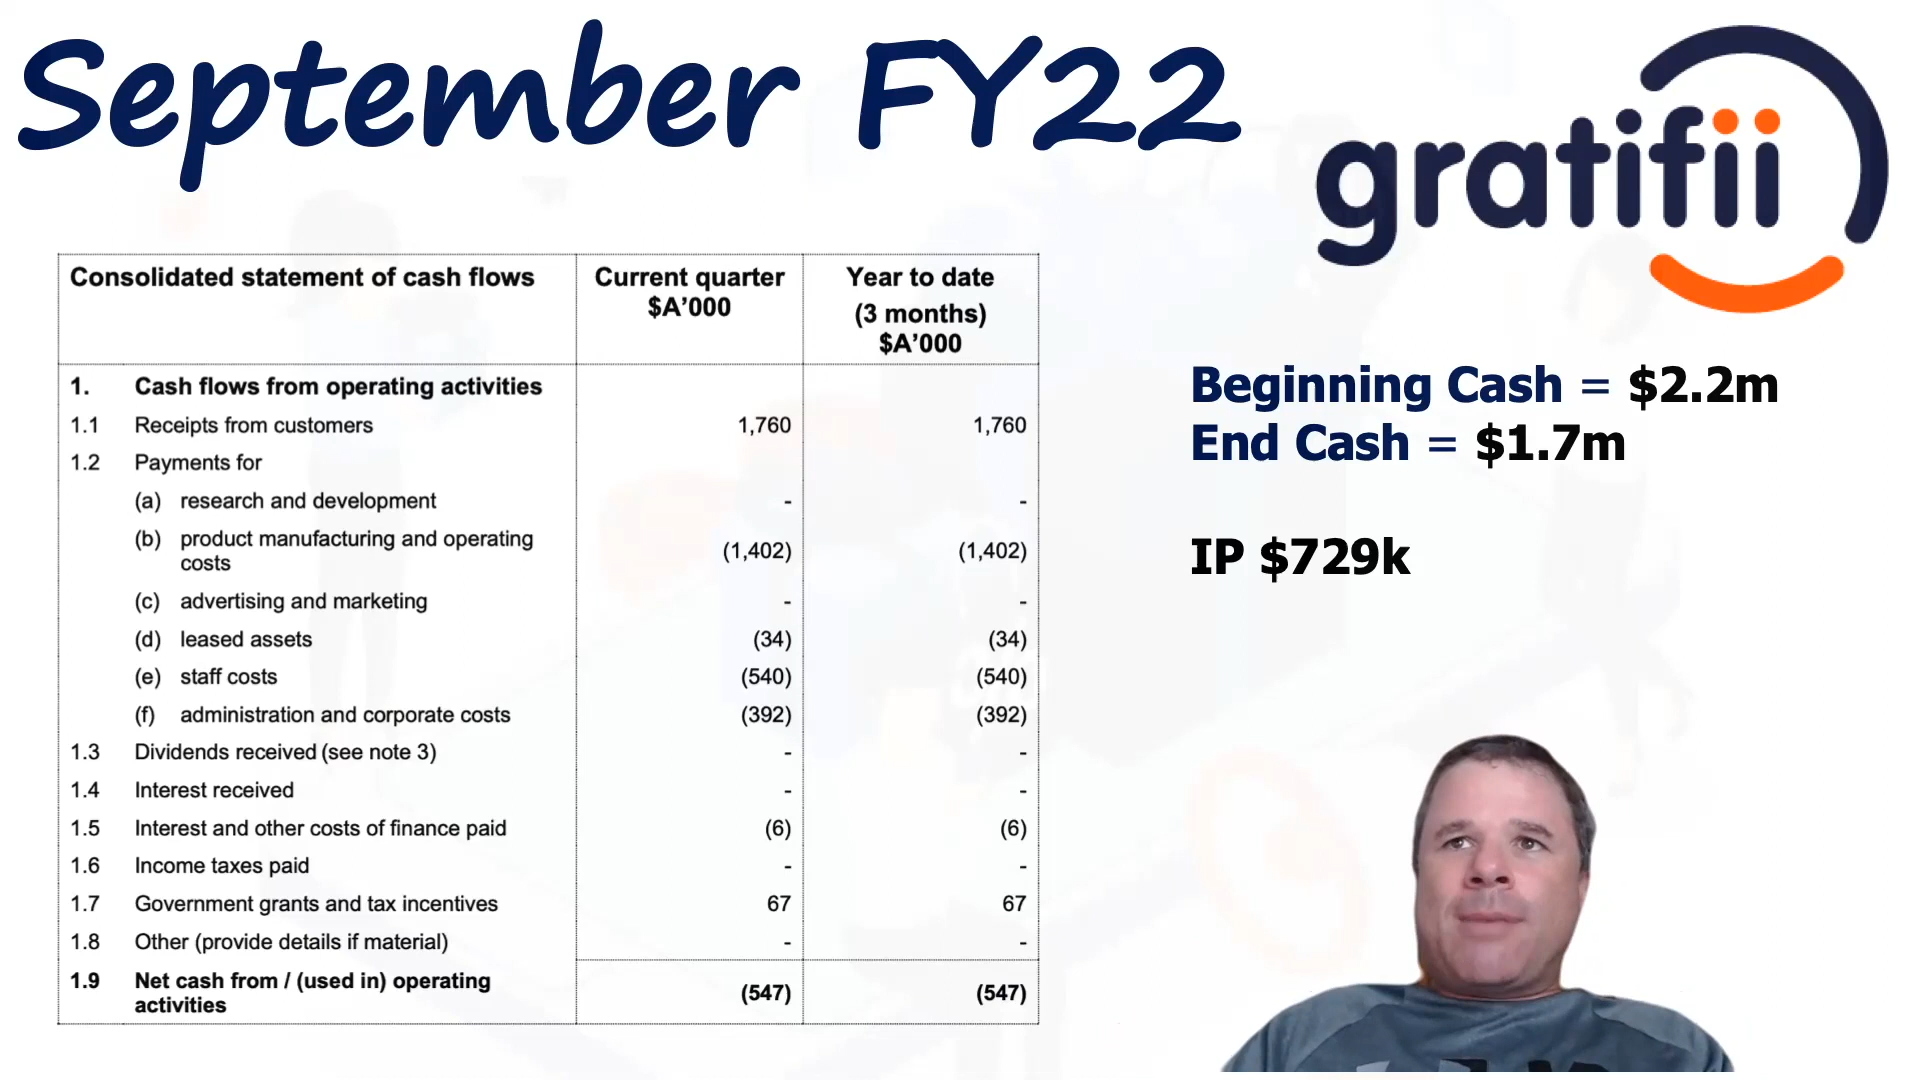 September FY22
gratifii
Consolidated statement of cash flows
Current quarter
$A'000
Year to date
(3 months)
$A'000
1. Cash flows from operating activities
1.1 Receipts from customers 1,760 1,760
1.2 Payments for
(a) research and development - -
(b) product manufacturing and operating
costs (1,402) (1,402)
(c) advertising and marketing - -
(d) leased assets (34) (34)
(e) staff costs (540) (540)
(f) administration and corporate costs (392) (392)
1.3 Dividends received (see note 3) - -
1.4 Interest received - -
1.5 Interest and other costs of finance paid (6) (6)
1.6 Income taxes paid - -
1.7 Government grants and tax incentives 67 67
1.8 Other (provide details if material) - -
1.9 Net cash from / (used in) operating
activities (547) (547)
Beginning Cash = $2.2m
End Cash = $1.7m
IP $729k